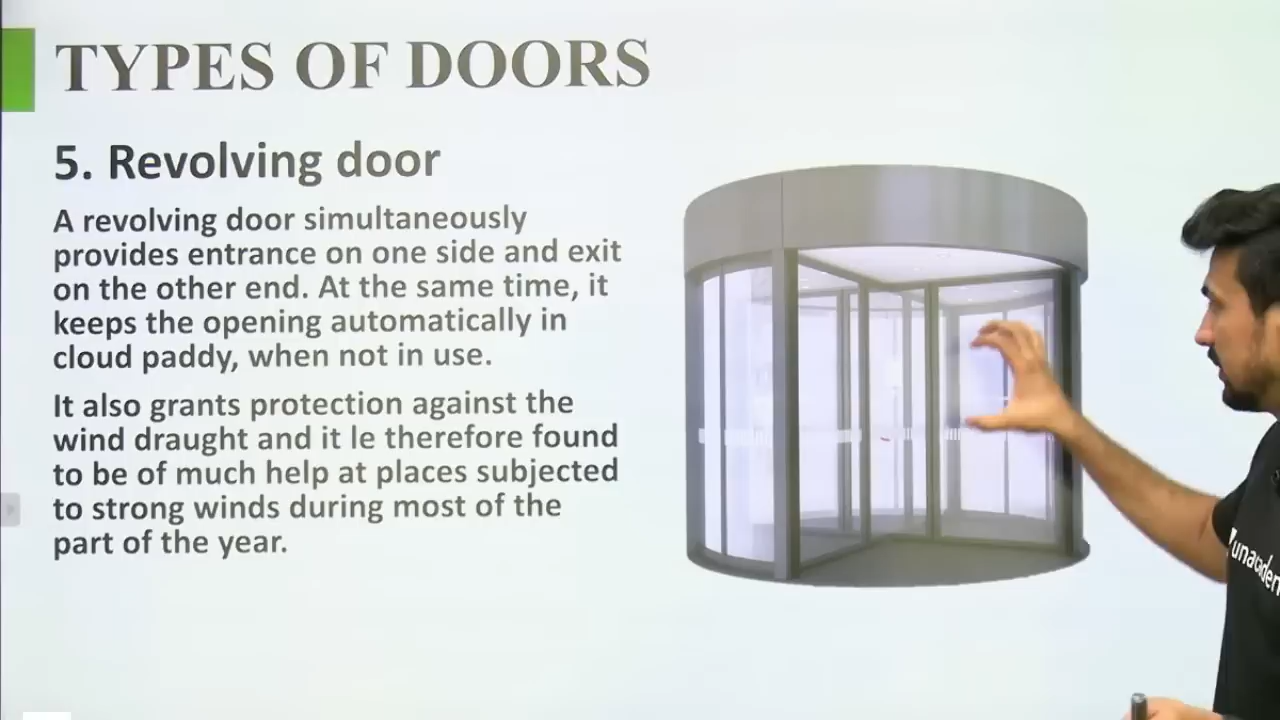 TYPES OF DOORS
5. Revolving door
A revolving door simultaneously
provides entrance on one side and exit
on the other end. At the same time, it
keeps the opening automatically in
cloud paddy, when not in use.
It also grants protection against the
wind draught and it le therefore found
to be of much help at places subjected
to strong winds during most of the
part of the year.